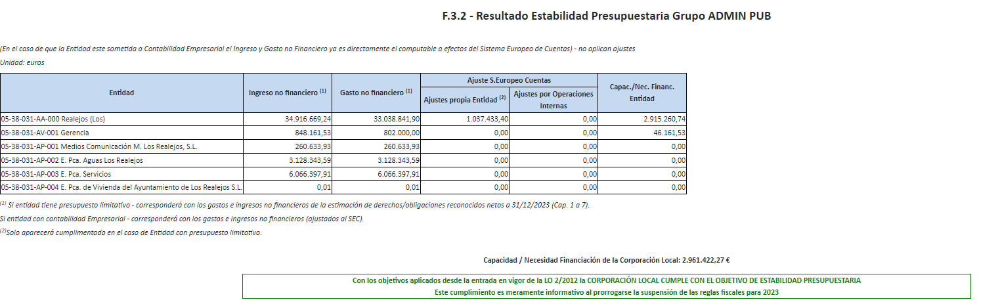 F.3.2 - Resultado Estabilidad Presupuestaria Grupo ADMIN PUB
(En el caso de que la Entidad este sometida a Contabilidad Empresarial el Ingreso y Gasto no Financiero ya es directamente el computable a efectos del Sistema Europeo de Cuentas) - no aplican ajustes
Unidad: euros
Entidad Ingreso no financiero (1) Gasto no financiero (1) Ajuste S.Europeo Cuentas Capac./Nec. Financ. Entidad
Ajustes propia Entidad (2) Ajustes por Operaciones Internas
05-38-031-AA-000 Realejos (Los) 34.916.669,24 33.038.841,90 1.037.433,40 0,00 2.915.260,74
05-38-031-AV-001 Gerencia 848.161,53 802.000,00 0,00 0,00 46.161,53
05-38-031-AP-001 Medios Comunicación M. Los Realejos, S.L. 260.633,93 260.633,93 0,00 0,00 0,00
05-38-031-AP-002 E. Pca. Aguas Los Realejos 3.128.343,59 3.128.343,59 0,00 0,00 0,00
05-38-031-AP-003 E. Pca. Servicios 6.066.397,91 6.066.397,91 0,00 0,00 0,00
05-38-031-AP-004 E. Pca. de Vivienda del Ayuntamiento de Los Realejos S.L. 0,01 0,01 0,00 0,00 0,00
(1) Si entidad tiene presupuesto limitativo - corresponderá con los gastos e ingresos no financieros de la estimación de derechos/obligaciones reconocidos netos a 31/12/2023 (Cap. 1 a 7).
Si entidad con contabilidad Empresarial - corresponderá con los gastos e ingresos no financieros (ajustados al SEC).
(2)Solo aparecerá cumplimentado en el caso de Entidad con presupuesto limitativo.
Capacidad / Necesidad Financiación de la Corporación Local: 2.961.422,27 €
Con los objetivos aplicados desde la entrada en vigor de la LO 2/2012 la CORPORACIÓN LOCAL CUMPLE CON EL OBJETIVO DE ESTABILIDAD PRESUPUESTARIA
Este cumplimiento es meramente informativo al prorrogarse la suspensión de las reglas fiscales para 2023